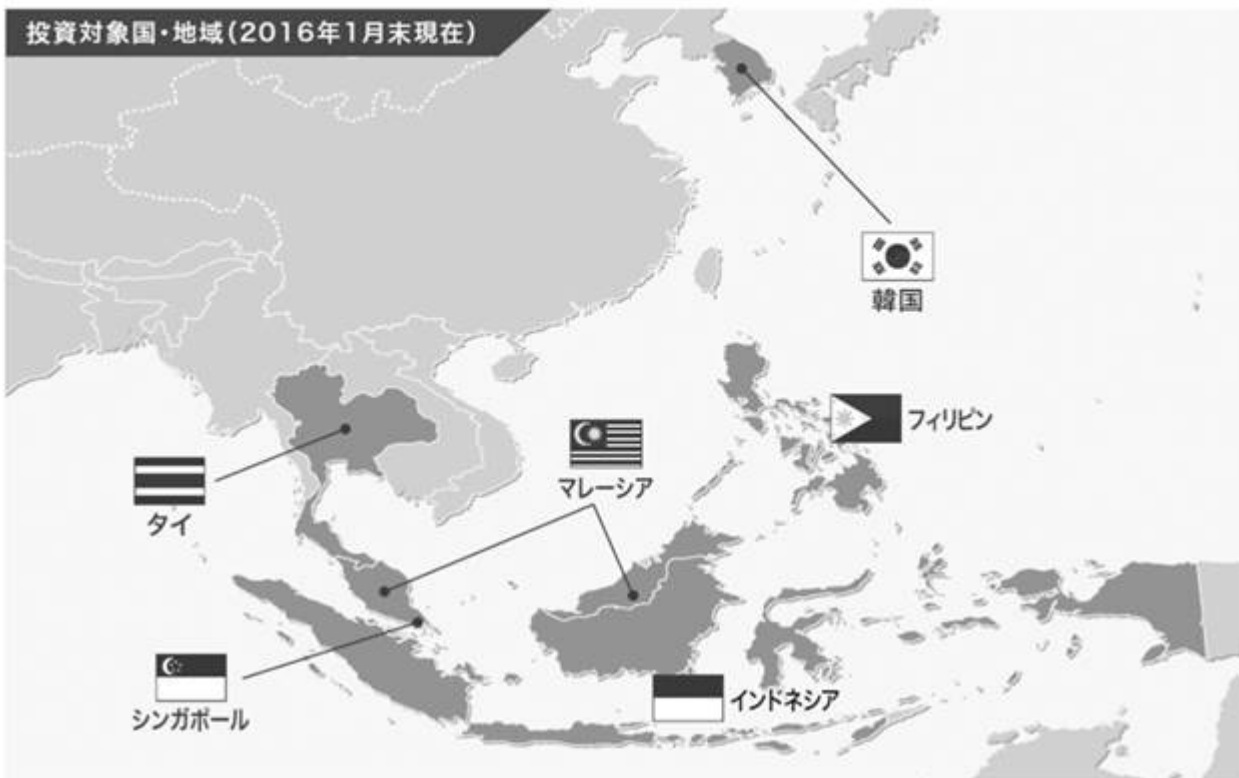 投資対象国・地域(2016年1月末現在)
韓国
フィリピン
マレーシア
タイ
シンガポール
インドネシア